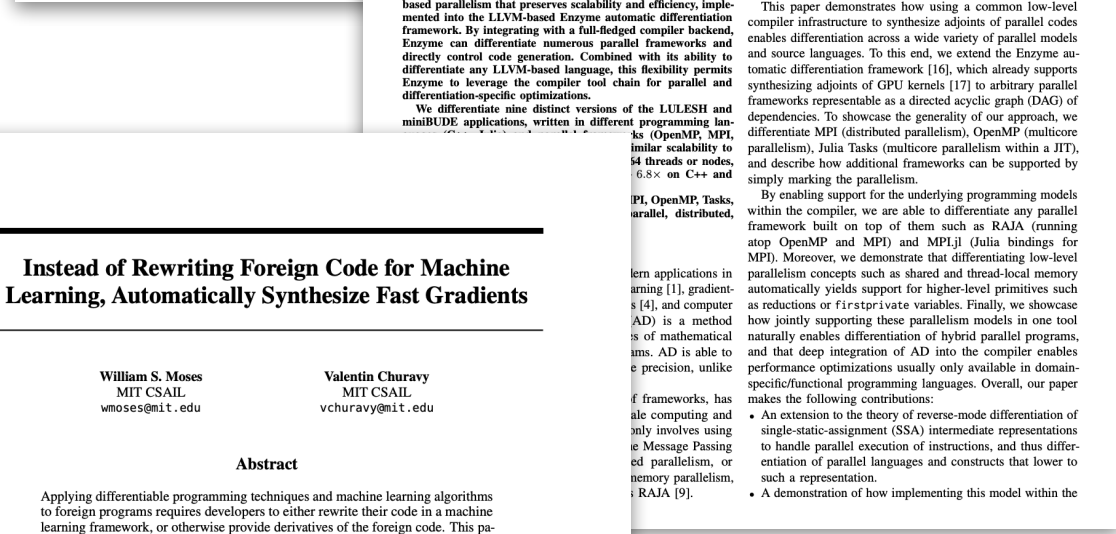 based parallelism that preserves scalability and efficiency, imple-
mented into the LLVM-based Enzyme automatic differentiation
framework. By integrating with a full-fledged compiler backend,
Enzyme can differentiate numerous parallel frameworks and
directly control code generation. Combined with its ability to
differentiate any LLVM-based language, this flexibility permits
Enzyme to leverage the compiler tool chain for parallel and
differentiation-specific optimizations.
We differentiate nine distinct versions of the LULESH and
miniBUDE applications, written in different programming lan-
(OpenMP, MPI,
similar scalability to
64 threads or nodes,
6.8× on C++ and
MPI, OpenMP, Tasks,
parallel, distributed,
applications in
[1], gradient-
[4], and computer
(AD) is a method
of mathematical
AD is able to
precision, unlike
of frameworks, has
computing and
only involves using
Message Passing
parallelism, or
memory parallelism,
RAJA [9].
This paper demonstrates how using a common low-level
compiler infrastructure to synthesize adjoints of parallel codes
enables differentiation across a wide variety of parallel models
and source languages. To this end, we extend the Enzyme au-
tomatic differentiation framework [16], which already supports
synthesizing adjoints of GPU kernels [17] to arbitrary parallel
frameworks representable as a directed acyclic graph (DAG) of
dependencies. To showcase the generality of our approach, we
differentiate MPI (distributed parallelism), OpenMP (multicore
parallelism), Julia Tasks (multicore parallelism within a JIT),
and describe how additional frameworks can be supported by
simply marking the parallelism.
By enabling support for the underlying programming models
within the compiler, we are able to differentiate any parallel
framework built on top of them such as RAJA (running
atop OpenMP and MPI) and MPI.jl (Julia bindings for
MPI). Moreover, we demonstrate that differentiating low-level
parallelism concepts such as shared and thread-local memory
automatically yields support for higher-level primitives such
as reductions or firstprivate variables. Finally, we showcase
how jointly supporting these parallelism models in one tool
naturally enables differentiation of hybrid parallel programs,
and that deep integration of AD into the compiler enables
performance optimizations usually only available in domain-
specific/functional programming languages. Overall, our paper
makes the following contributions:
• An extension to the theory of reverse-mode differentiation of
single-static-assignment (SSA) intermediate representations
to handle parallel execution of instructions, and thus differ-
entiation of parallel languages and constructs that lower to
such a representation.
• A demonstration of how implementing this model within the
Instead of Rewriting Foreign Code for Machine
Learning, Automatically Synthesize Fast Gradients
William S. Moses
MIT CSAIL
wmoses@mit.edu
Valentin Churavy
MIT CSAIL
vchuravy@mit.edu
Abstract
Applying differentiable programming techniques and machine learning algorithms
to foreign programs requires developers to either rewrite their code in a machine
learning framework, or otherwise provide derivatives of the foreign code. This pa-